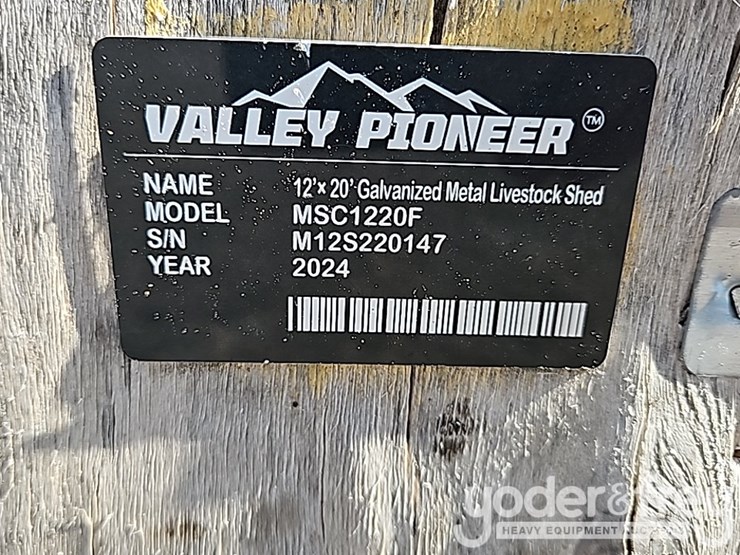 VALLEY PIONEER TM
NAME 12'x 20' Galvanized Metal Livestock Shed
MODEL MSC1220F
S/N M12S220147
YEAR 2024
yoder & frey
HEAVY EQUIPMENT AUCTIONS